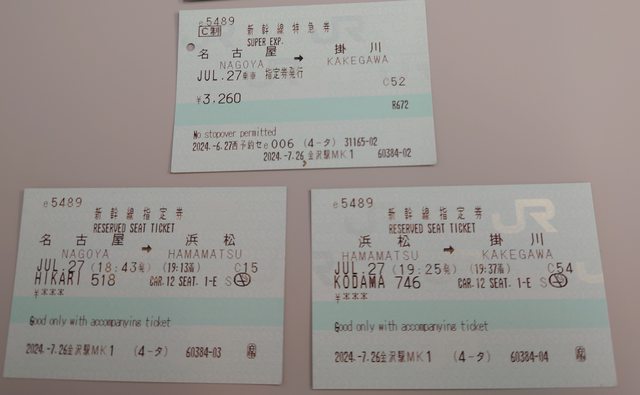 e5489
C制 新幹線特急券
SUPER EXP.
名古屋 → 掛川
NAGOYA KAKEGAWA
JUL.27乗車 指定券発行
C52
¥3,260
R672
No stopover permitted
2024.-6.27西予約セe006 (4-タ) 31165-02
2024.-7.26金沢駅MK1 60384-02
e5489
新幹線指定券
RESERVED SEAT TICKET
名古屋 → 浜松
NAGOYA HAMAMATSU
JUL.27 (18:43発) (19:13着) C15
HIKARI 518 CAR.12 SEAT. 1-E S
¥***
Good only with accompanying ticket
2024.-7.26金沢駅MK1 (4-タ) 60384-03
JR
e5489
新幹線指定券
RESERVED SEAT TICKET
浜松 → 掛川
HAMAMATSU KAKEGAWA
JUL.27 (19:25発) (19:37着) C54
KODAMA 746 CAR.12 SEAT. 1-E S
¥***
Good only with accompanying ticket
2024.-7.26金沢駅MK1 (4-タ) 60384-04